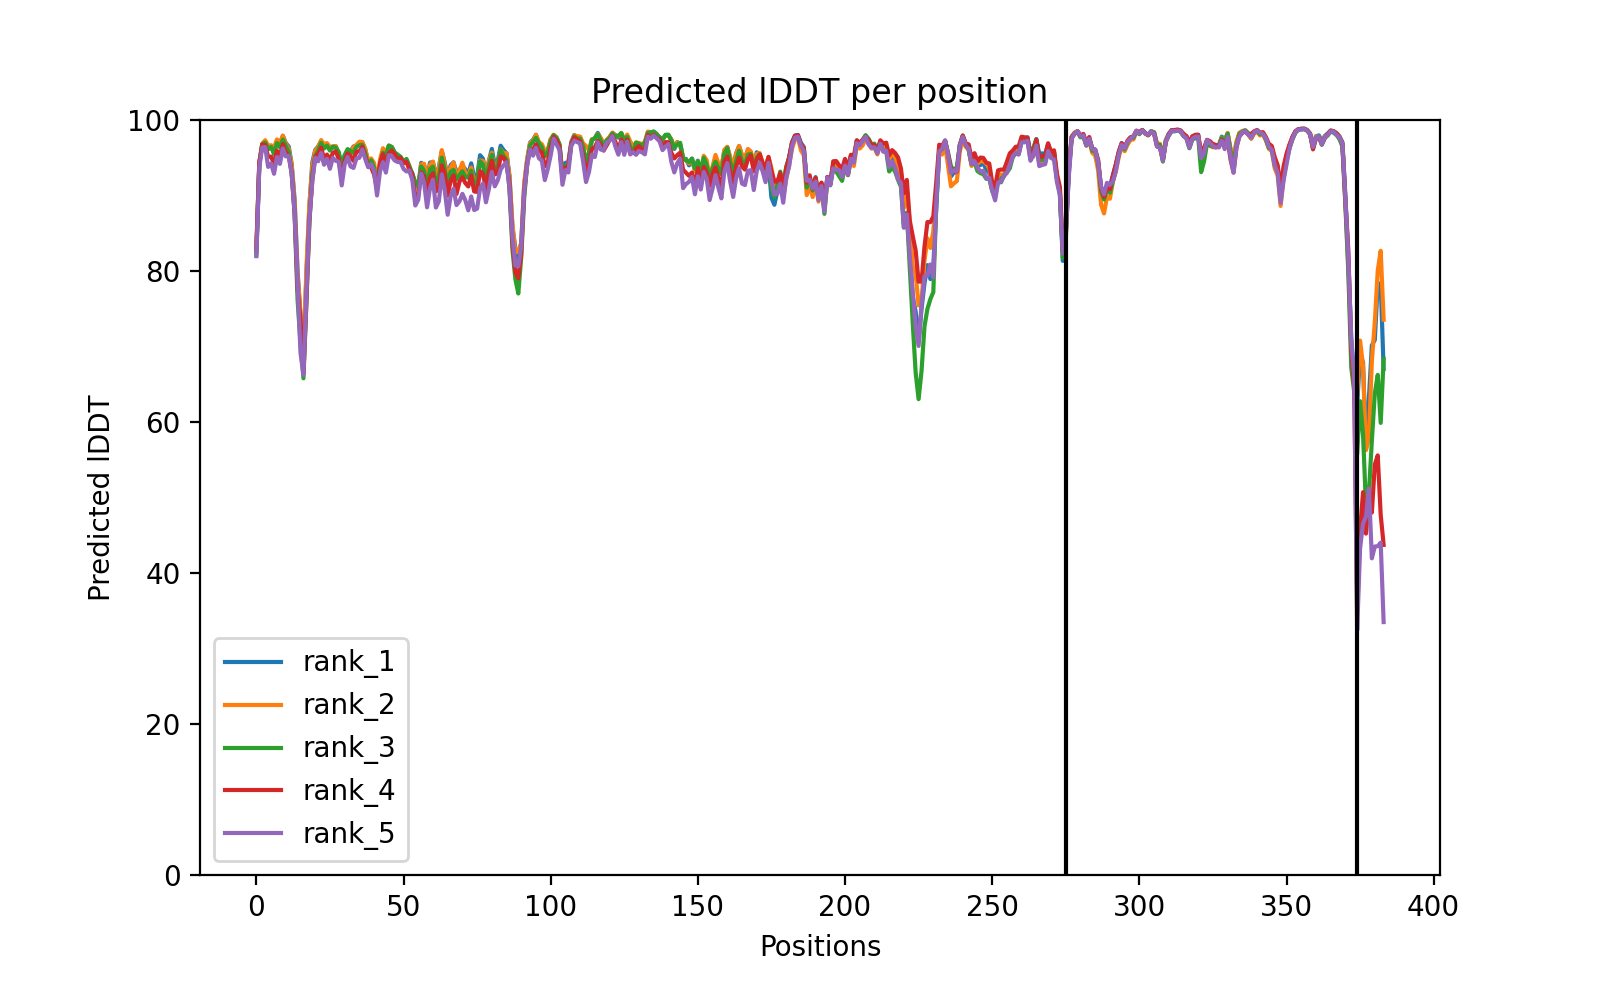 Predicted lDDT per position
100
80
60
40
20
0
Predicted lDDT
rank_1
rank_2
rank_3
rank_4
rank_5
0 50 100 150 200 250 300 350 400
Positions